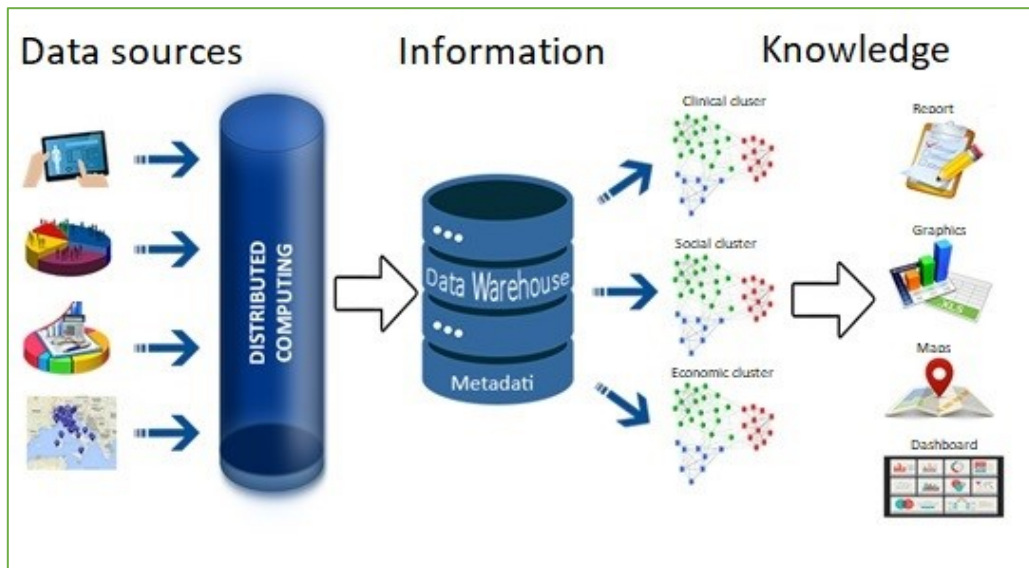 Data sources
Information
Knowledge
DISTRIBUTED
COMPUTING
Data Warehouse
Metadati
Clinical cluser
Social cluster
Economic cluster
Report
Graphics
XLS
Maps
Dashboard